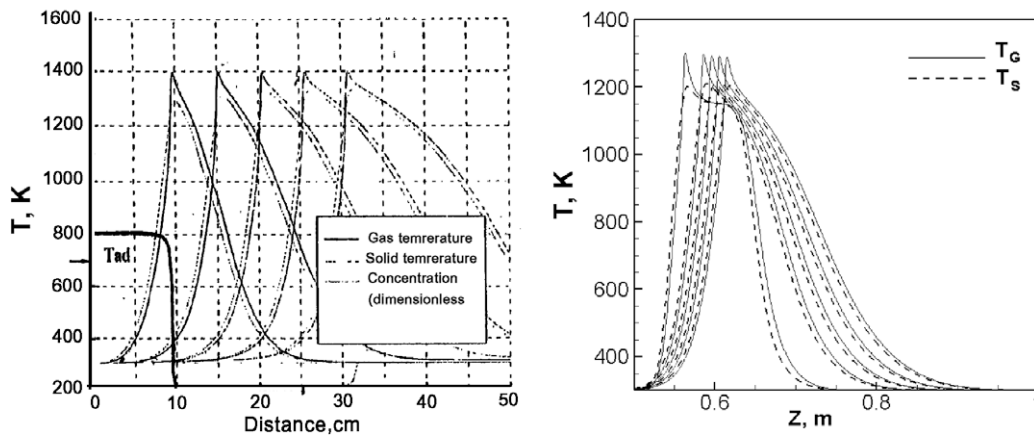 1600
1400
1200
1000
800
600
400
200
T, K
Tad
Gas temrerature
Solid temrerature
Concentration
(dimensionless
0
10
20
30
40
50
Distance,cm
1400
1200
1000
800
600
400
T, K
T_G
T_S
0.6
0.8
Z, m